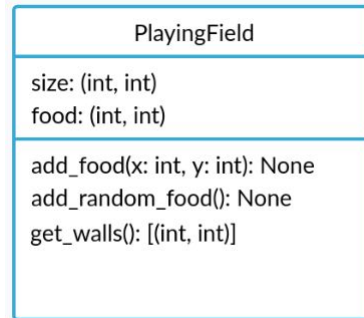 PlayingField
size: (int, int)
food: (int, int)
add_food(x: int, y: int): None
add_random_food(): None
get_walls(): [(int, int)]